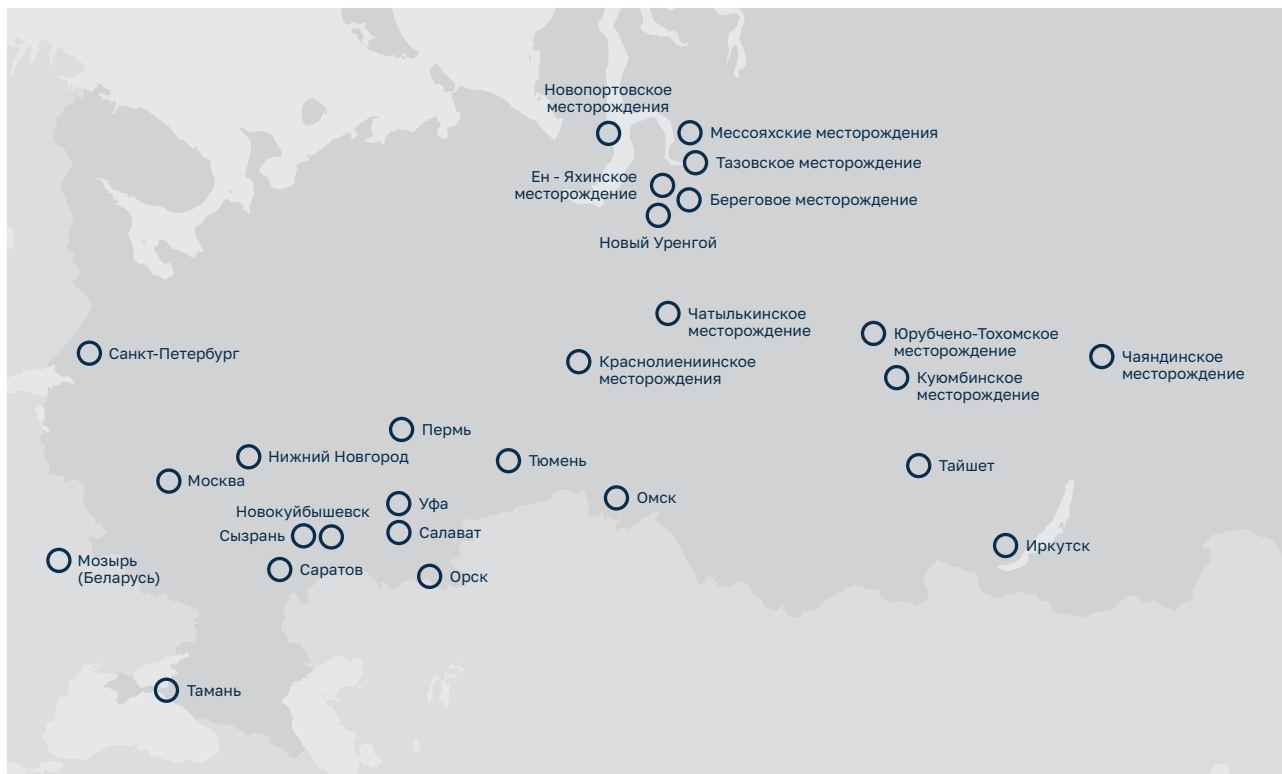 Новопортовское
месторождения
Мессояхские месторождения
Тазовское месторождение
Ен - Яхинское
месторождение
Береговое месторождение
Новый Уренгой
Чатылькинское
месторождение
Юрубчено-Тохомское
месторождение
Санкт-Петербург
Краснолиениинское
месторождения
Чаяндинское
месторождение
Куюмбинское
месторождение
Пермь
Нижний Новгород
Тюмень
Тайшет
Москва
Омск
Уфа
Новокуйбышевск
Сызрань
Салават
Иркутск
Мозырь
(Беларусь)
Саратов
Орск
Тамань